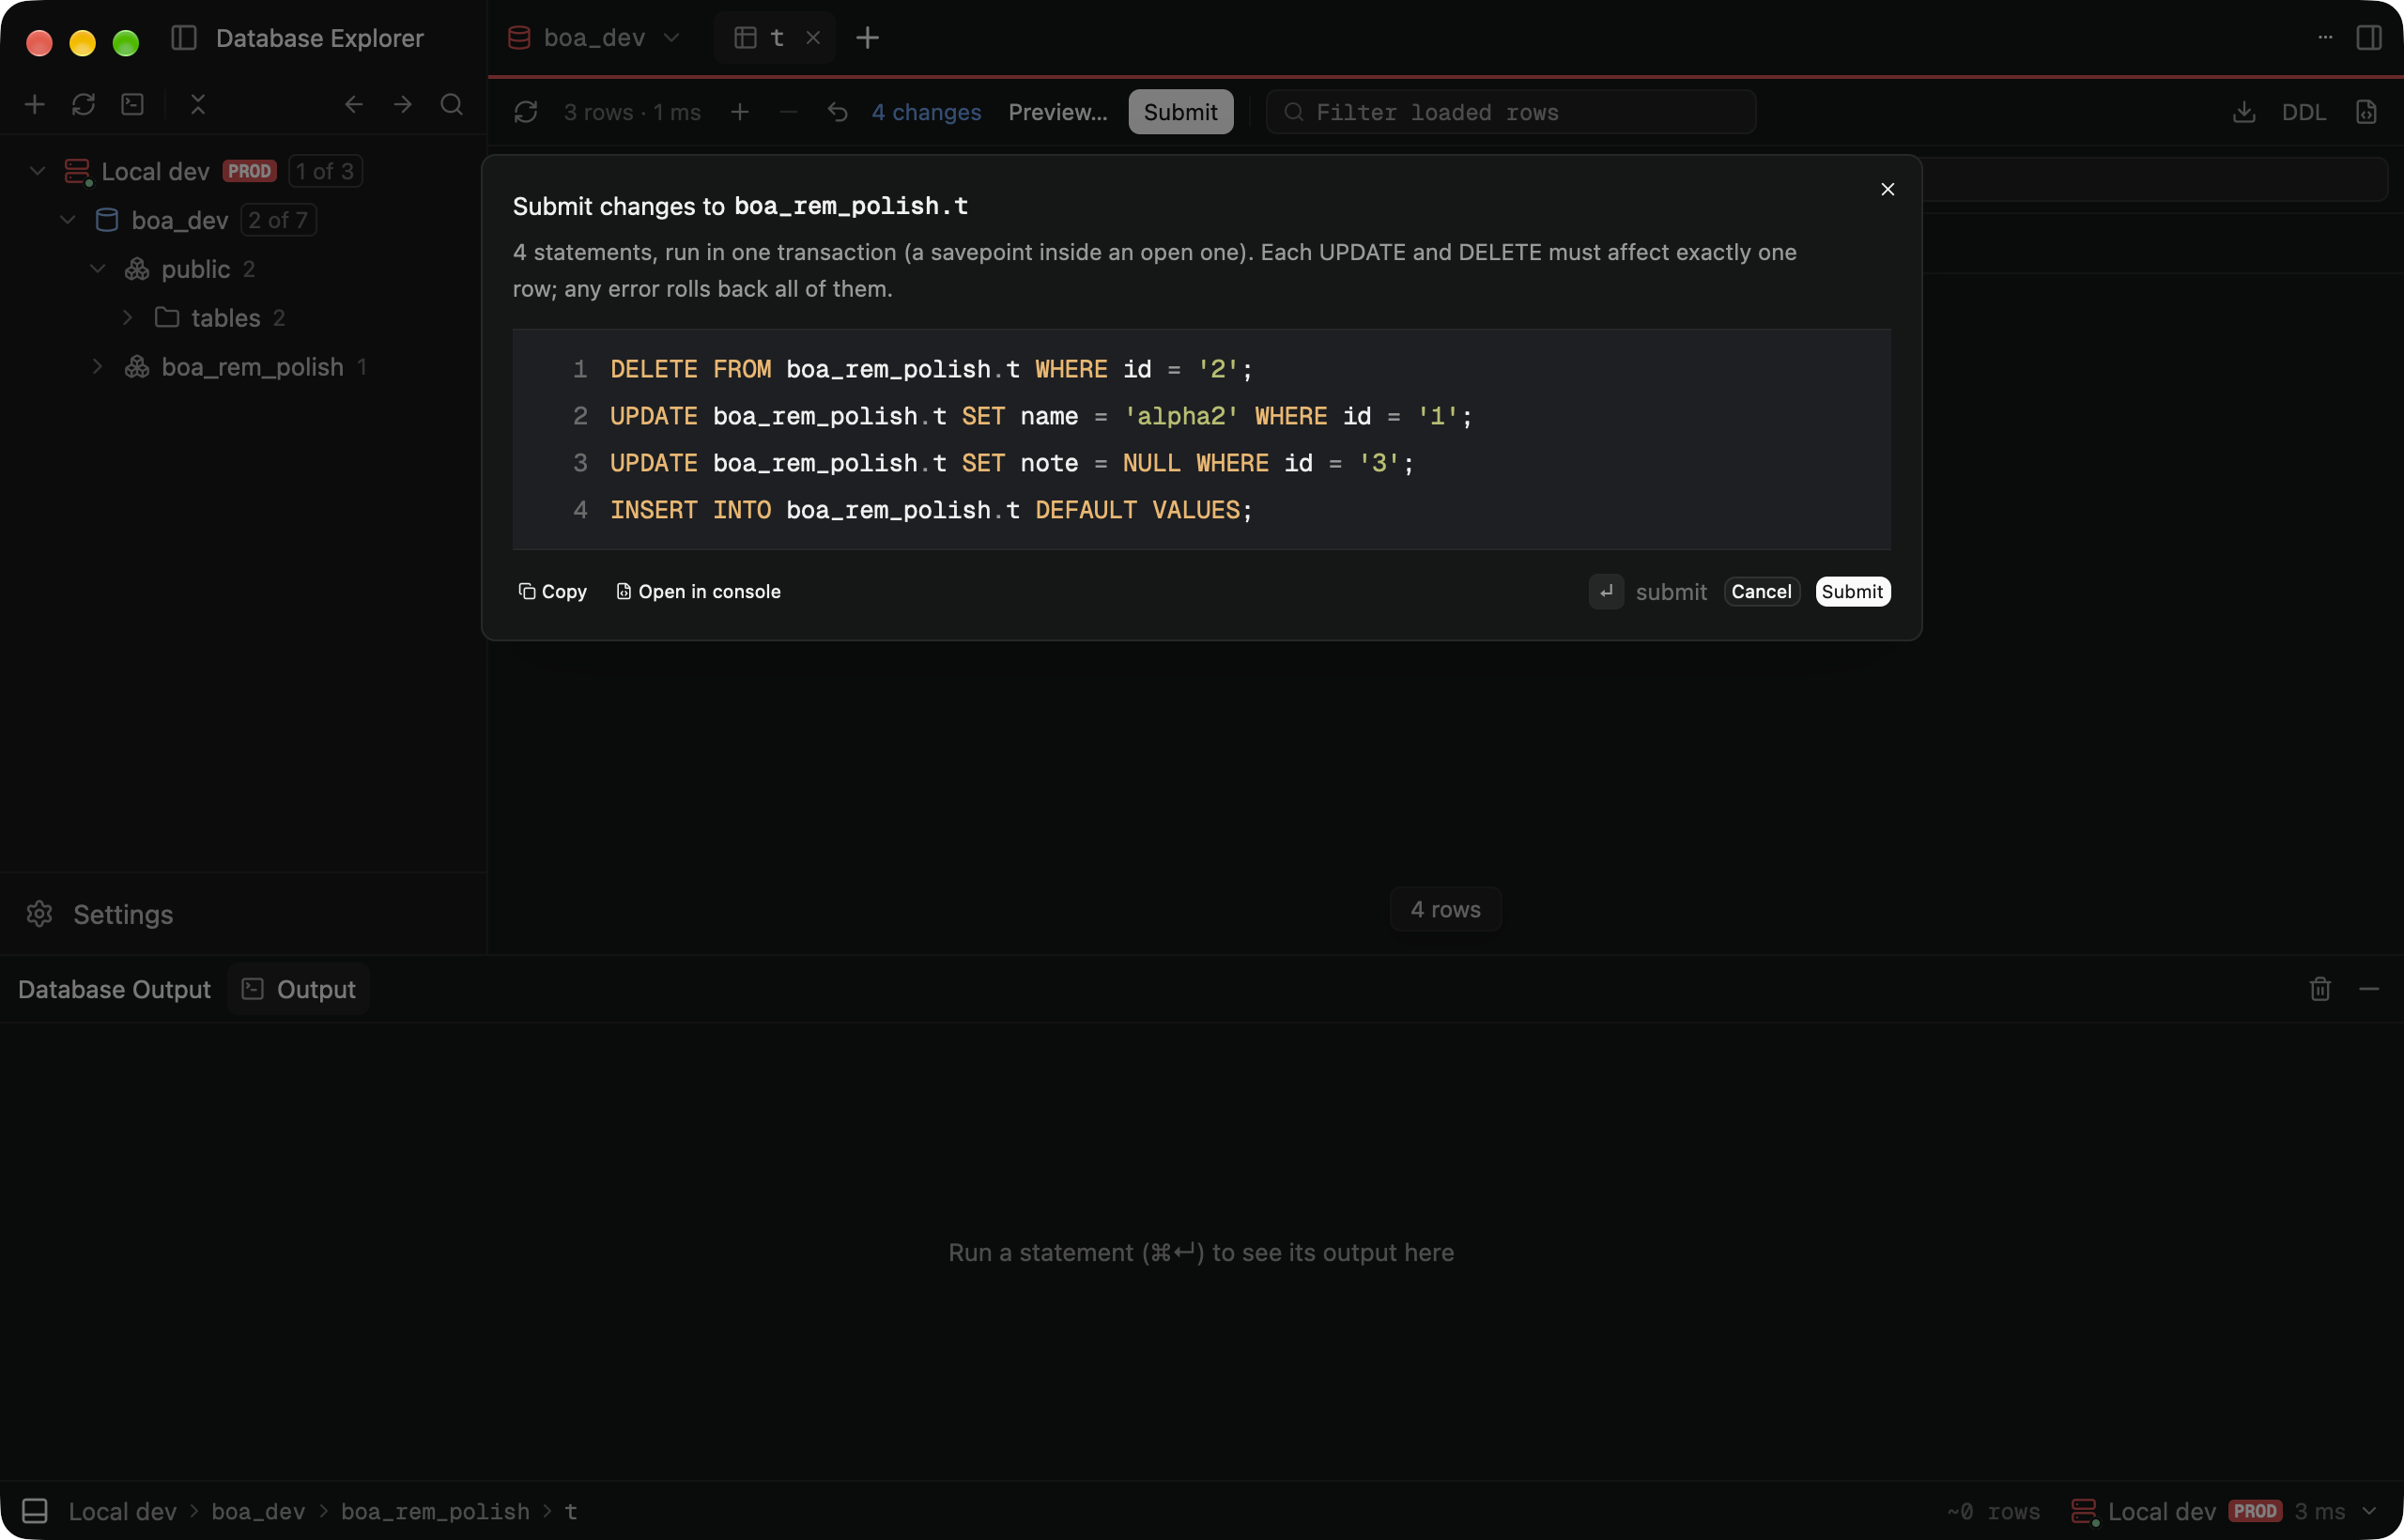 Database Explorer
boa_dev
t
3 rows · 1 ms
4 changes
Preview...
Submit
Filter loaded rows
DDL
Local dev PROD 1 of 3
boa_dev 2 of 7
public 2
tables 2
boa_rem_polish 1
Settings
Submit changes to boa_rem_polish.t
4 statements, run in one transaction (a savepoint inside an open one). Each UPDATE and DELETE must affect exactly one
row; any error rolls back all of them.
1 DELETE FROM boa_rem_polish.t WHERE id = '2';
2 UPDATE boa_rem_polish.t SET name = 'alpha2' WHERE id = '1';
3 UPDATE boa_rem_polish.t SET note = NULL WHERE id = '3';
4 INSERT INTO boa_rem_polish.t DEFAULT VALUES;
Copy
Open in console
↵ submit
Cancel
Submit
4 rows
Database Output
Output
Run a statement (⌘↵) to see its output here
Local dev > boa_dev > boa_rem_polish > t
~0 rows
Local dev PROD 3 ms